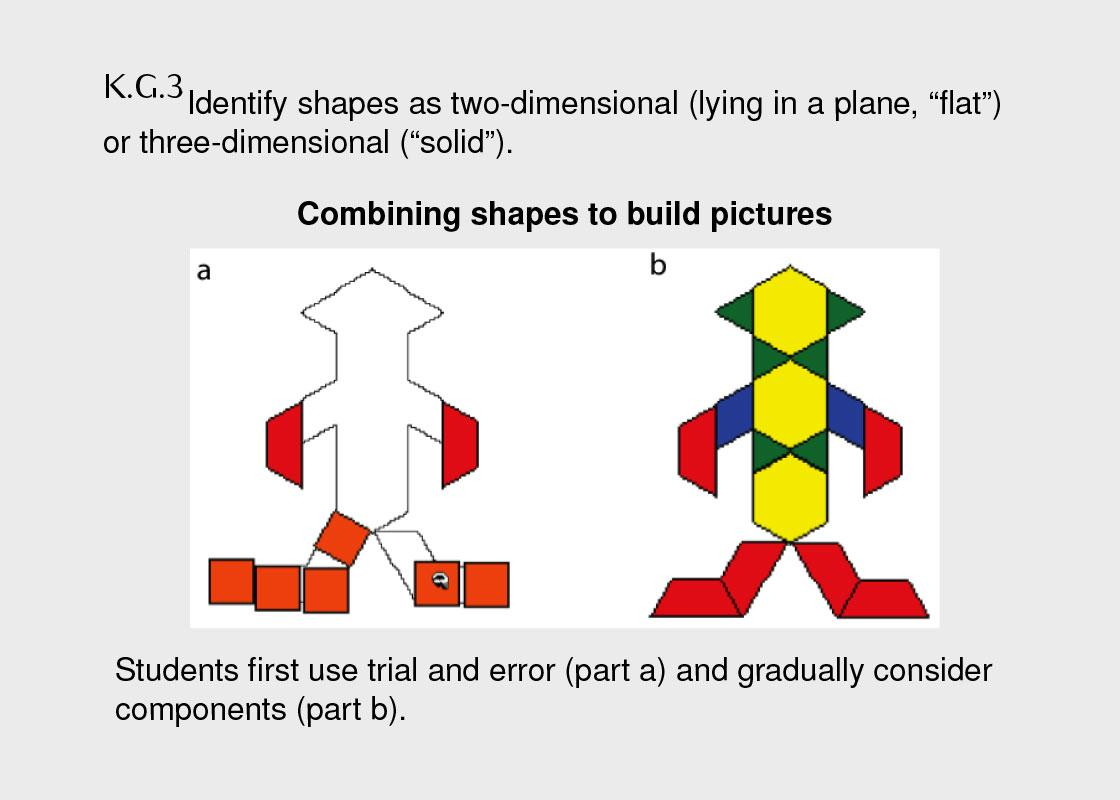 K.G.3 Identify shapes as two-dimensional (lying in a plane, “flat”)
or three-dimensional (“solid”).
Combining shapes to build pictures
a
b
Students first use trial and error (part a) and gradually consider
components (part b).